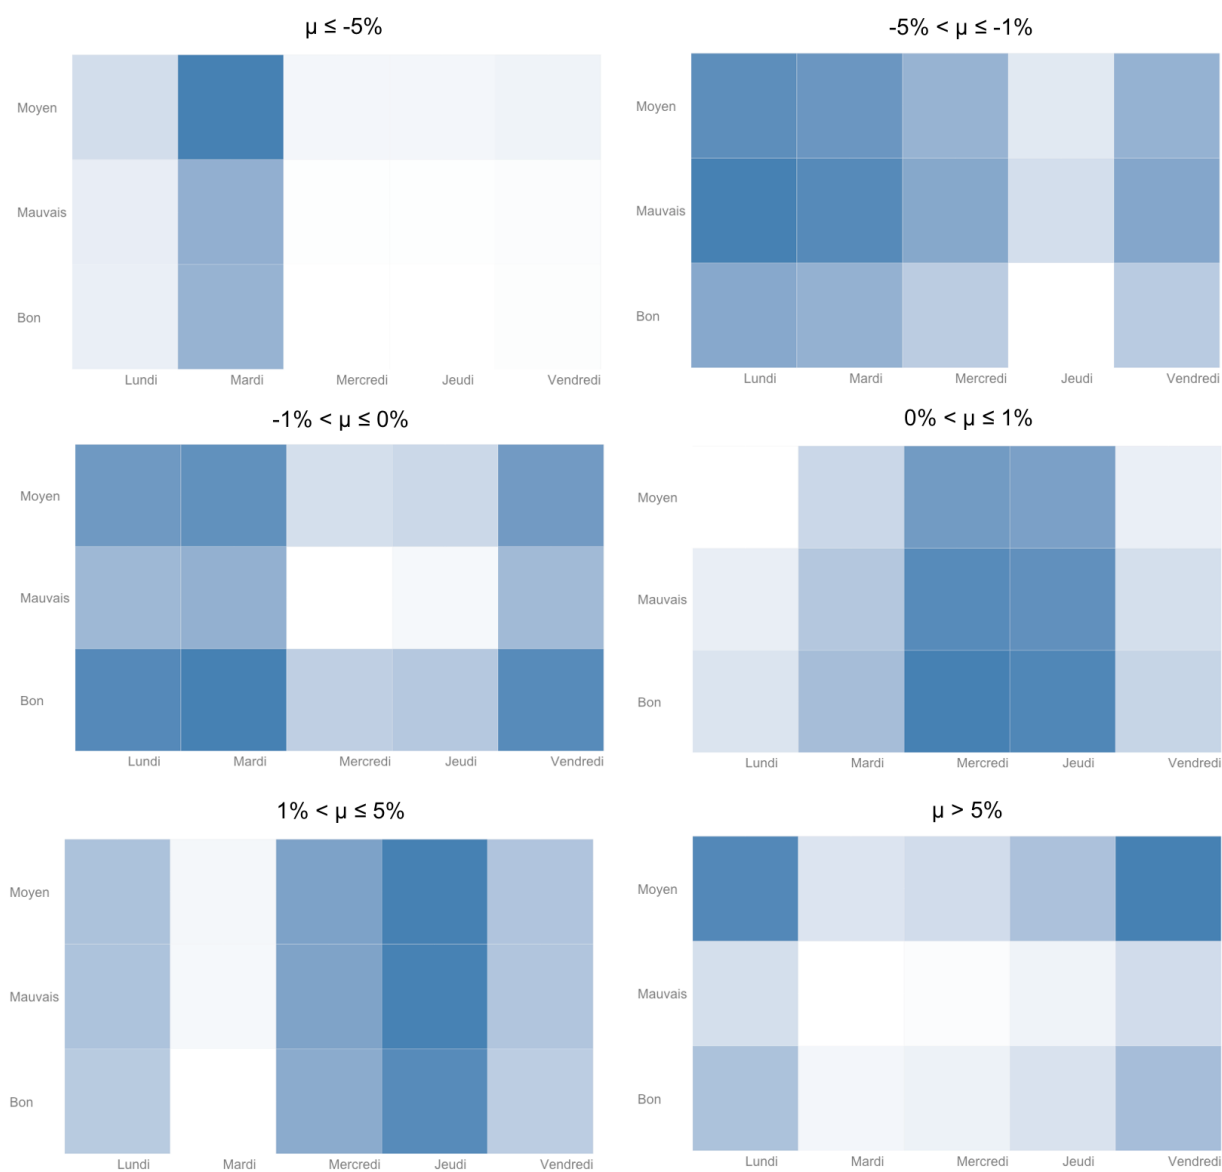 μ ≤ -5%
Moyen
Mauvais
Bon
Lundi Mardi Mercredi Jeudi Vendredi
-5% < μ ≤ -1%
Moyen
Mauvais
Bon
Lundi Mardi Mercredi Jeudi Vendredi
-1% < μ ≤ 0%
Moyen
Mauvais
Bon
Lundi Mardi Mercredi Jeudi Vendredi
0% < μ ≤ 1%
Moyen
Mauvais
Bon
Lundi Mardi Mercredi Jeudi Vendredi
1% < μ ≤ 5%
Moyen
Mauvais
Bon
Lundi Mardi Mercredi Jeudi Vendredi
μ > 5%
Moyen
Mauvais
Bon
Lundi Mardi Mercredi Jeudi Vendredi